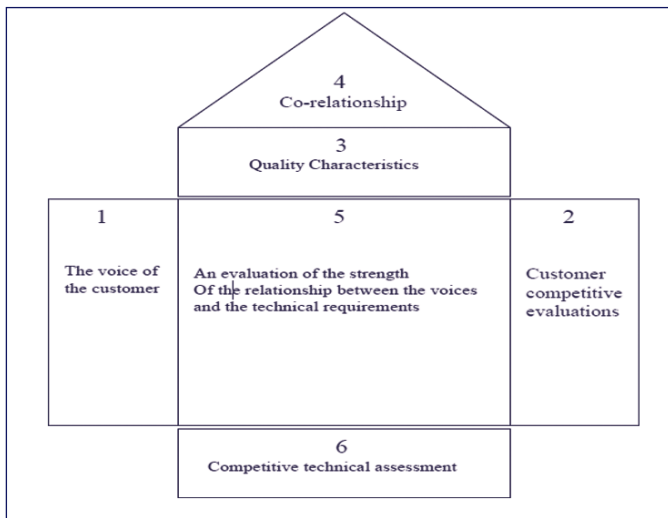 4
Co-relationship
3
Quality Characteristics
1
The voice of
the customer
5
An evaluation of the strength
Of the relationship between the voices
and the technical requirements
2
Customer
competitive
evaluations
6
Competitive technical assessment